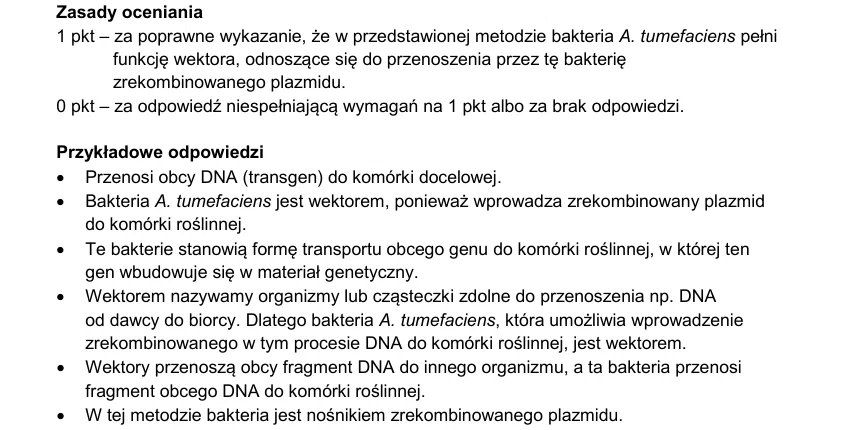 Zasady oceniania
1 pkt – za poprawne wykazanie, że w przedstawionej metodzie bakteria A. tumefaciens pełni
funkcję wektora, odnoszące się do przenoszenia przez tę bakterię
zrekombinowanego plazmidu.
0 pkt – za odpowiedź niespełniającą wymagań na 1 pkt albo za brak odpowiedzi.
Przykładowe odpowiedzi
• Przenosi obcy DNA (transgen) do komórki docelowej.
• Bakteria A. tumefaciens jest wektorem, ponieważ wprowadza zrekombinowany plazmid
do komórki roślinnej.
• Te bakterie stanowią formę transportu obcego genu do komórki roślinnej, w której ten
gen wbudowuje się w materiał genetyczny.
• Wektorem nazywamy organizmy lub cząsteczki zdolne do przenoszenia np. DNA
od dawcy do biorcy. Dlatego bakteria A. tumefaciens, która umożliwia wprowadzenie
zrekombinowanego w tym procesie DNA do komórki roślinnej, jest wektorem.
• Wektory przenoszą obcy fragment DNA do innego organizmu, a ta bakteria przenosi
fragment obcego DNA do komórki roślinnej.
• W tej metodzie bakteria jest nośnikiem zrekombinowanego plazmidu.